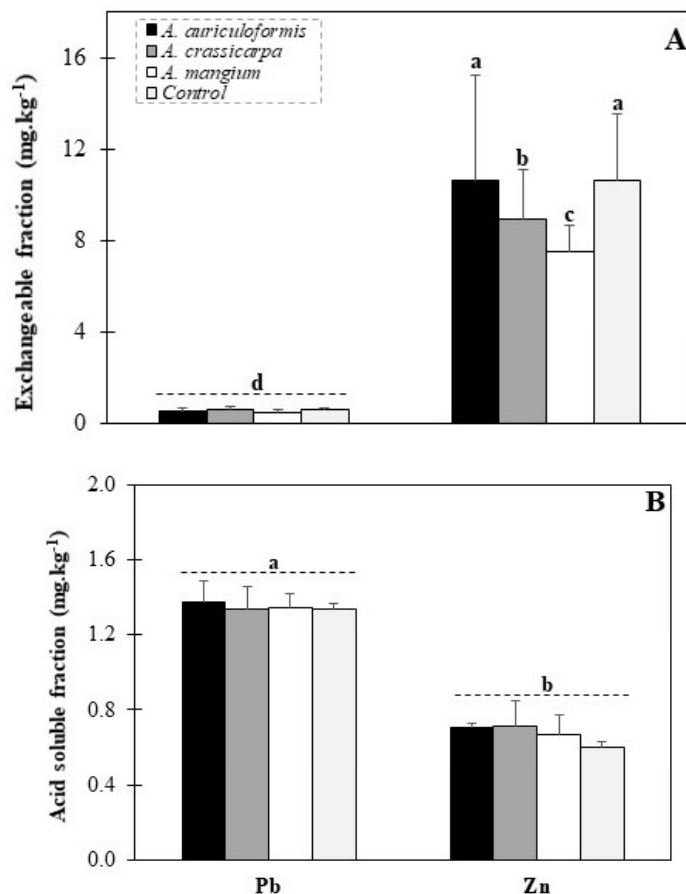 A. auriculoformis
A. crassicarpa
A. mangium
Control
A
Exchangeable fraction (mg.kg⁻¹)
16
12
8
4
0
a
b
c
a
d
B
Acid soluble fraction (mg.kg⁻¹)
2.0
1.6
1.2
0.8
0.4
0.0
a
b
Pb Zn